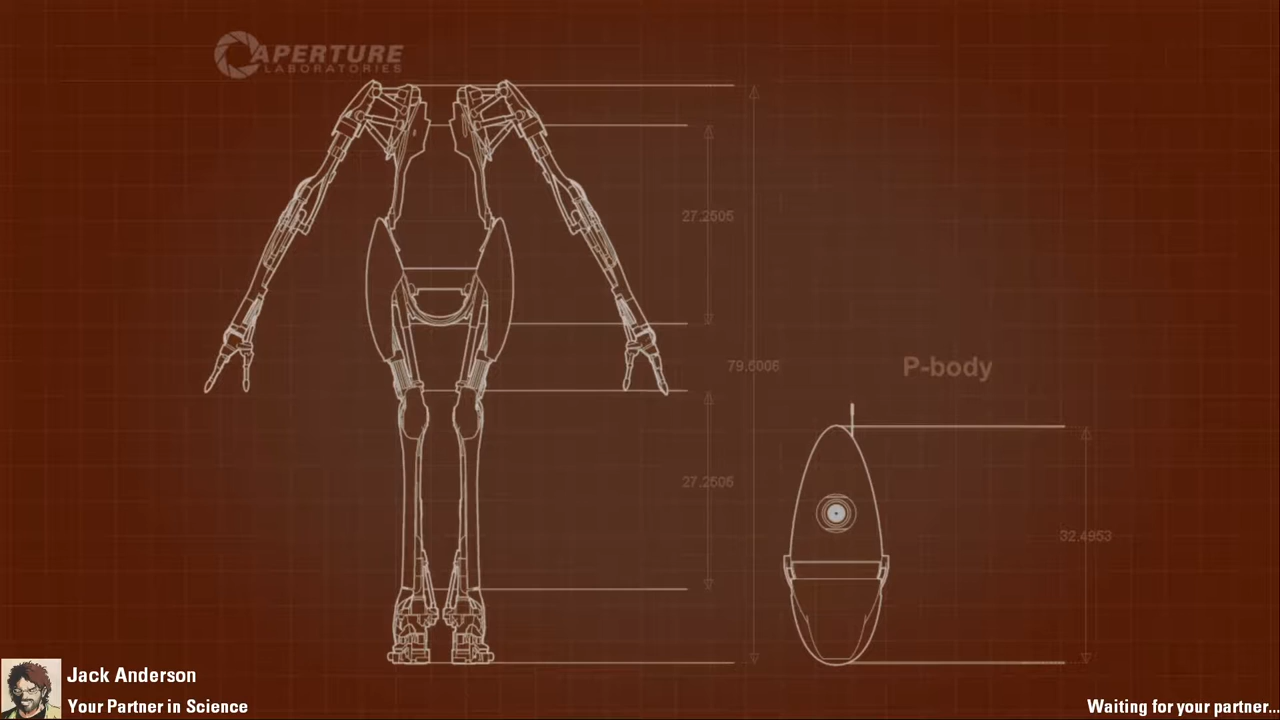 APERTURE
LABORATORIES
27.2505
79.6006
P-body
27.2505
32.4953
Jack Anderson
Your Partner in Science
Waiting for your partner...